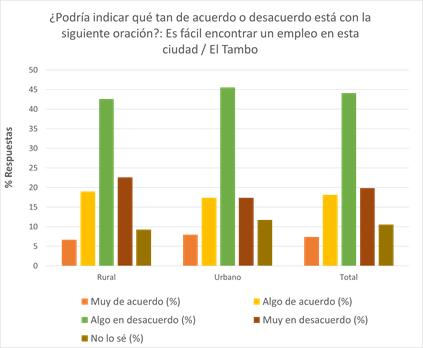 ¿Podría indicar qué tan de acuerdo o desacuerdo está con la
siguiente oración?: Es fácil encontrar un empleo en esta
ciudad / El Tambo
% Respuestas
50
45
40
35
30
25
20
15
10
5
0
Rural
Urbano
Total
Muy de acuerdo (%)
Algo de acuerdo (%)
Algo en desacuerdo (%)
Muy en desacuerdo (%)
No lo sé (%)